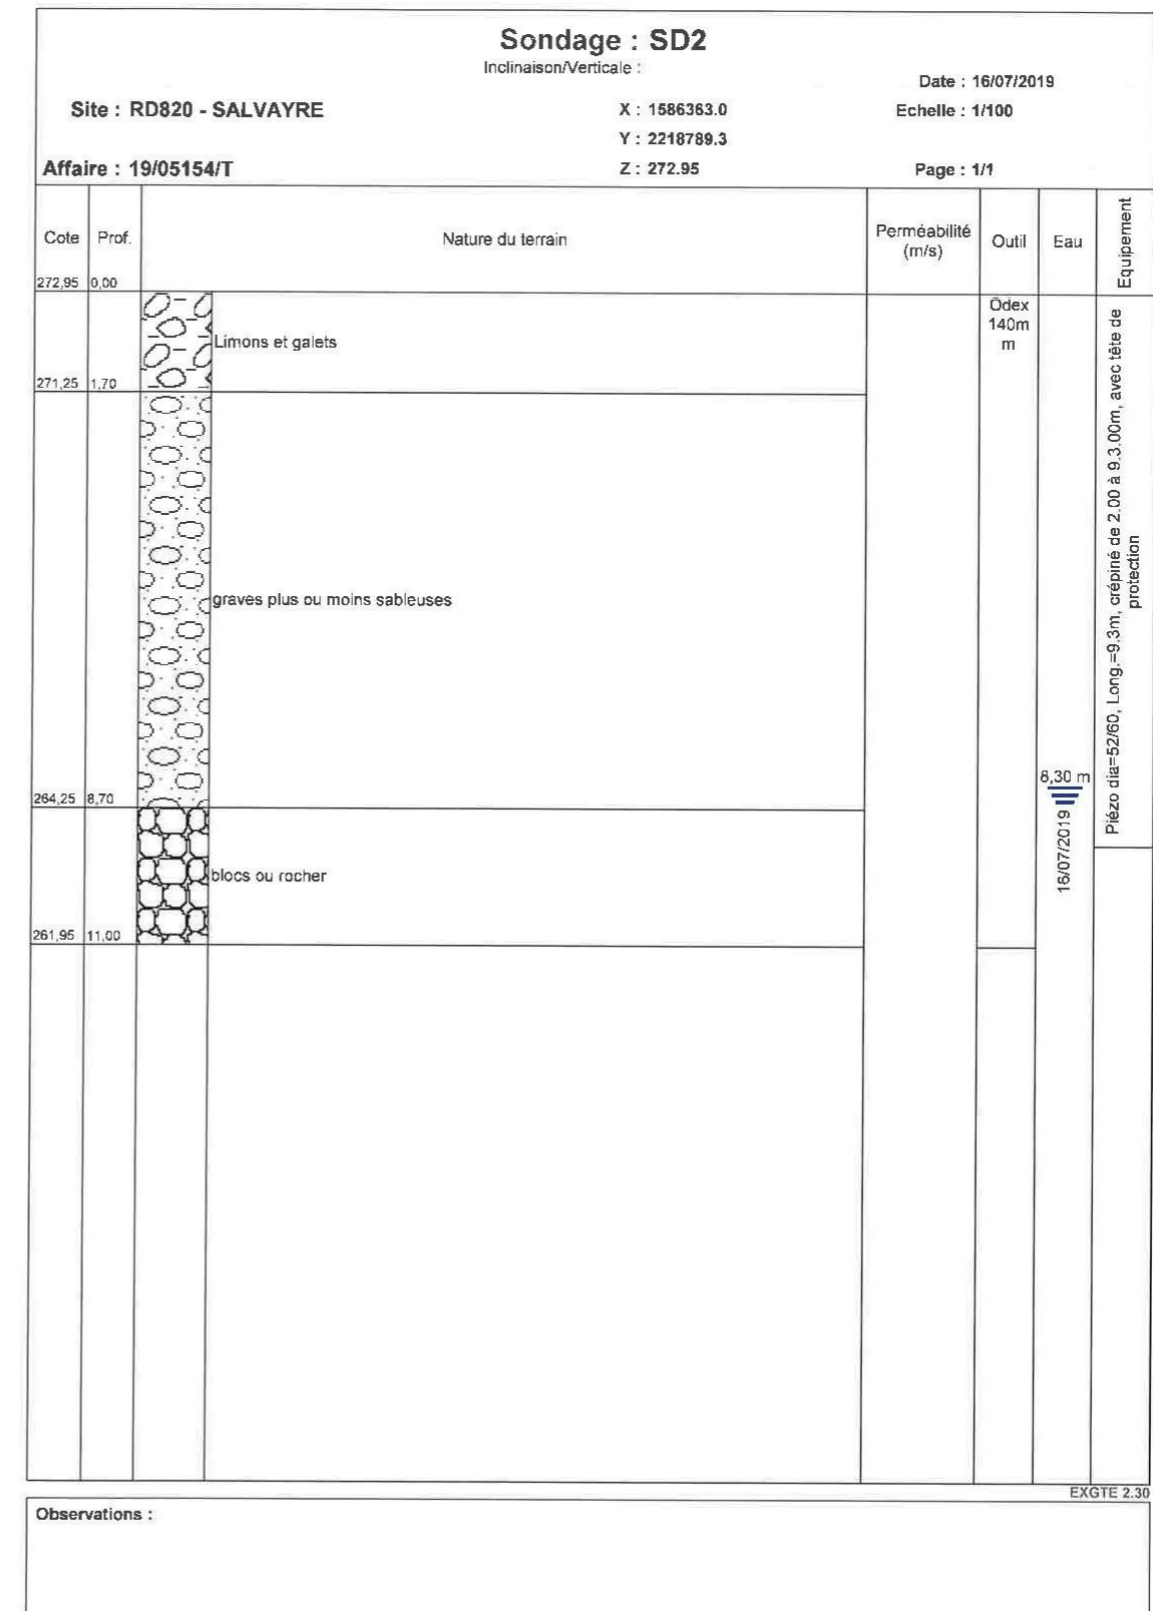 Sondage : SD2
Inclinaison/Verticale :
Date : 16/07/2019
Site : RD820 - SALVAYRE
X : 1586363.0
Echelle : 1/100
Y : 2218789.3
Affaire : 19/05154/T
Z : 272.95
Page : 1/1
Cote
Prof.
Nature du terrain
Perméabilité
(m/s)
Outil
Eau
Equipement
272,95
0,00
Odex
140m
m
Limons et galets
271,25
1,70
graves plus ou moins sableuses
Piézo dia=52/60, Long.=9.3m, crépiné de 2.00 à 9.3.00m, avec tête de
protection
8,30 m
16/07/2019
264,25
8,70
blocs ou rocher
261,95
11,00
EXGTE 2.30
Observations :